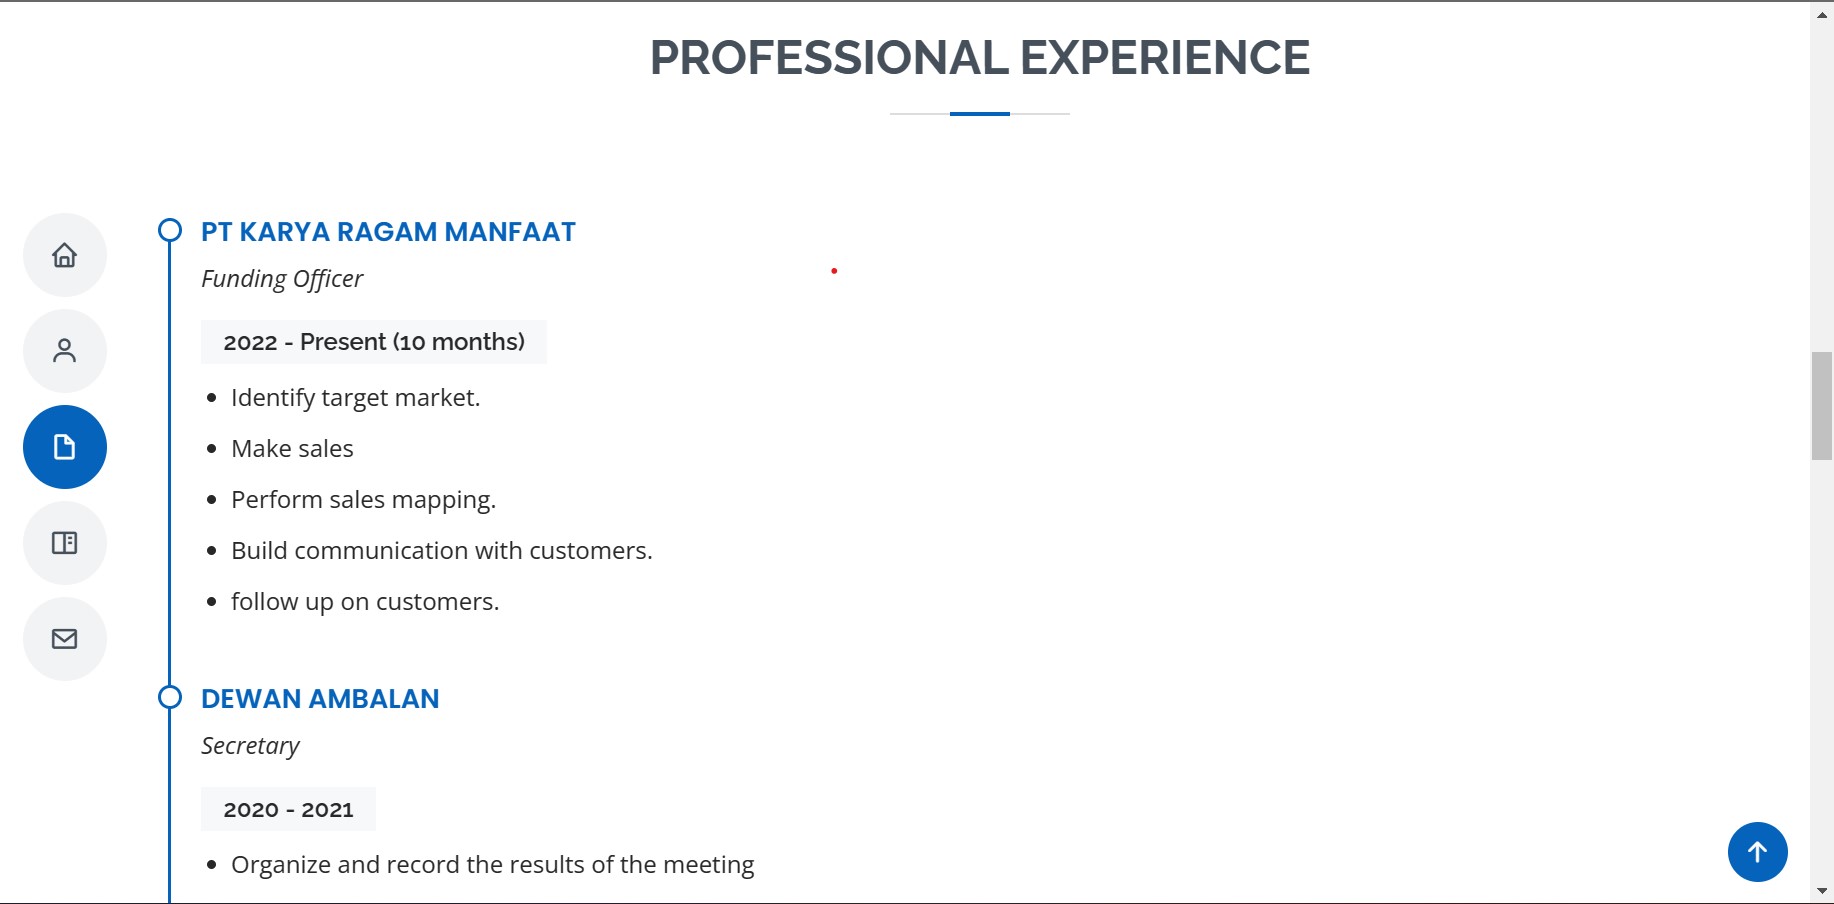 PROFESSIONAL EXPERIENCE
PT KARYA RAGAM MANFAAT
Funding Officer
2022 - Present (10 months)
Identify target market.
Make sales
Perform sales mapping.
Build communication with customers.
follow up on customers.
DEWAN AMBALAN
Secretary
2020 - 2021
Organize and record the results of the meeting